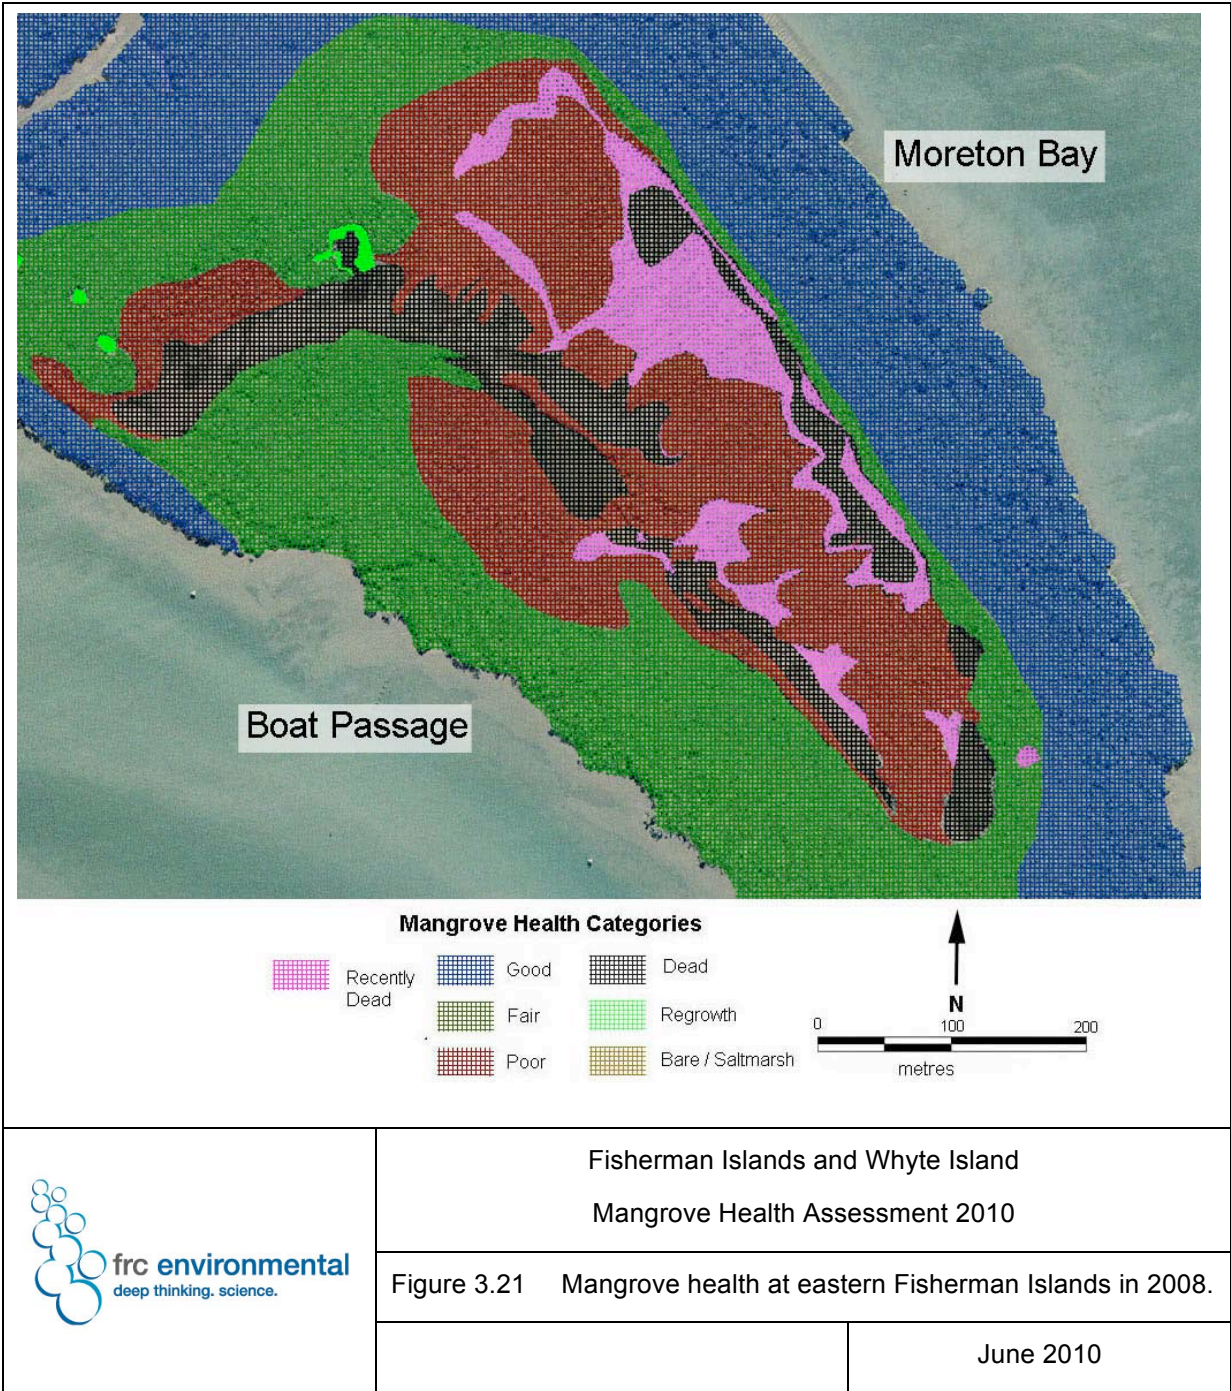 Moreton Bay
Boat Passage
Mangrove Health Categories
Recently
Dead
Good
Fair
Poor
Dead
Regrowth
Bare / Saltmarsh
N
0 100 200
metres
frc environmental
deep thinking. science.
Fisherman Islands and Whyte Island
Mangrove Health Assessment 2010
Figure 3.21 Mangrove health at eastern Fisherman Islands in 2008.
June 2010